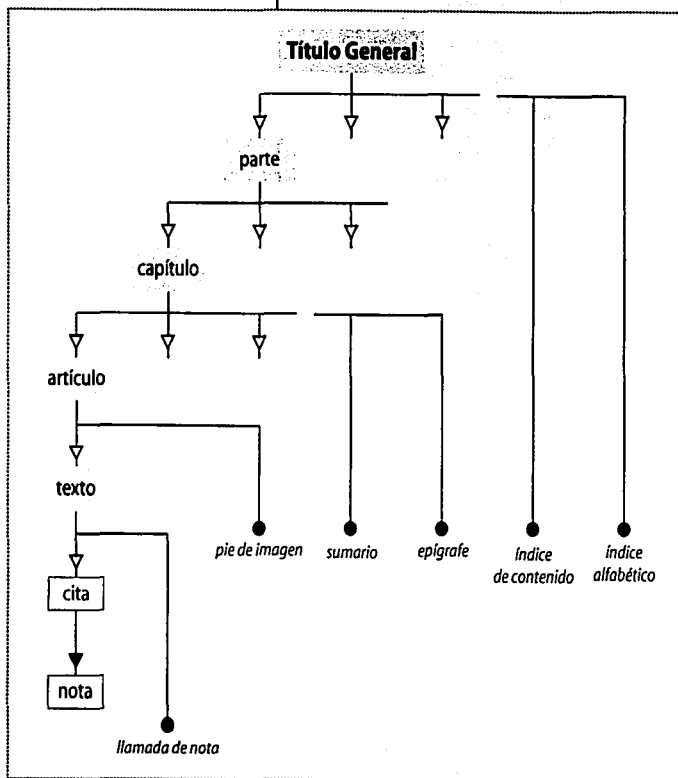 Título General
parte
capítulo
artículo
texto
pie de imagen
sumario
epígrafe
índice
de contenido
índice
alfabético
cita
nota
llamada de nota